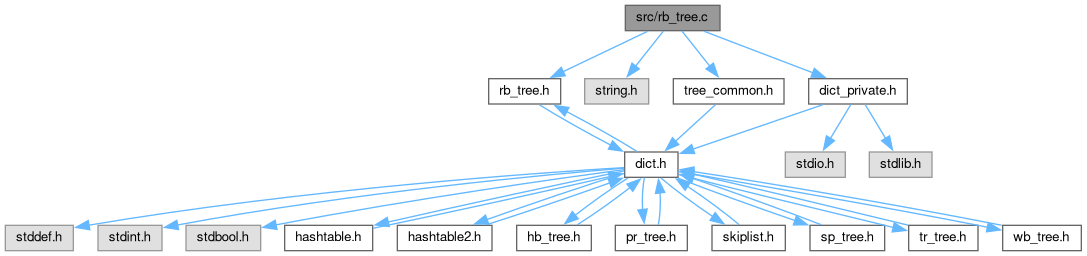 src/rb_tree.c
rb_tree.h
string.h
tree_common.h
dict_private.h
dict.h
stdio.h
stdlib.h
stddef.h
stdint.h
stdbool.h
hashtable.h
hashtable2.h
hb_tree.h
pr_tree.h
skiplist.h
sp_tree.h
tr_tree.h
wb_tree.h